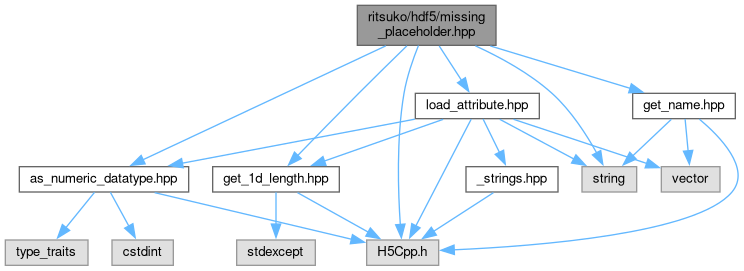 ritsuko/hdf5/missing
_placeholder.hpp
load_attribute.hpp
get_name.hpp
as_numeric_datatype.hpp
get_1d_length.hpp
_strings.hpp
string
vector
type_traits
cstdint
stdexcept
H5Cpp.h